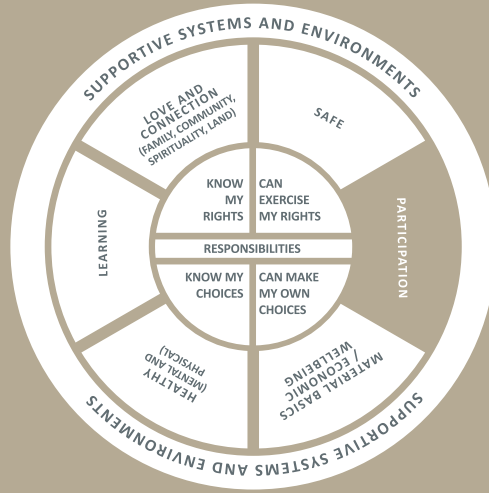 SUPPORTIVE SYSTEMS AND ENVIRONMENTS
LOVE AND
CONNECTION
(FAMILY, COMMUNITY,
SPIRITUALITY, LAND)
SAFE
PARTICIPATION
MATERIAL BASICS
/ ECONOMIC
WELLBEING
HEALTHY
(MENTAL AND
PHYSICAL)
LEARNING
KNOW
MY
RIGHTS
CAN
EXERCISE
MY RIGHTS
RESPONSIBILITIES
KNOW MY
CHOICES
CAN MAKE
MY OWN
CHOICES
SUPPORTIVE SYSTEMS AND ENVIRONMENTS